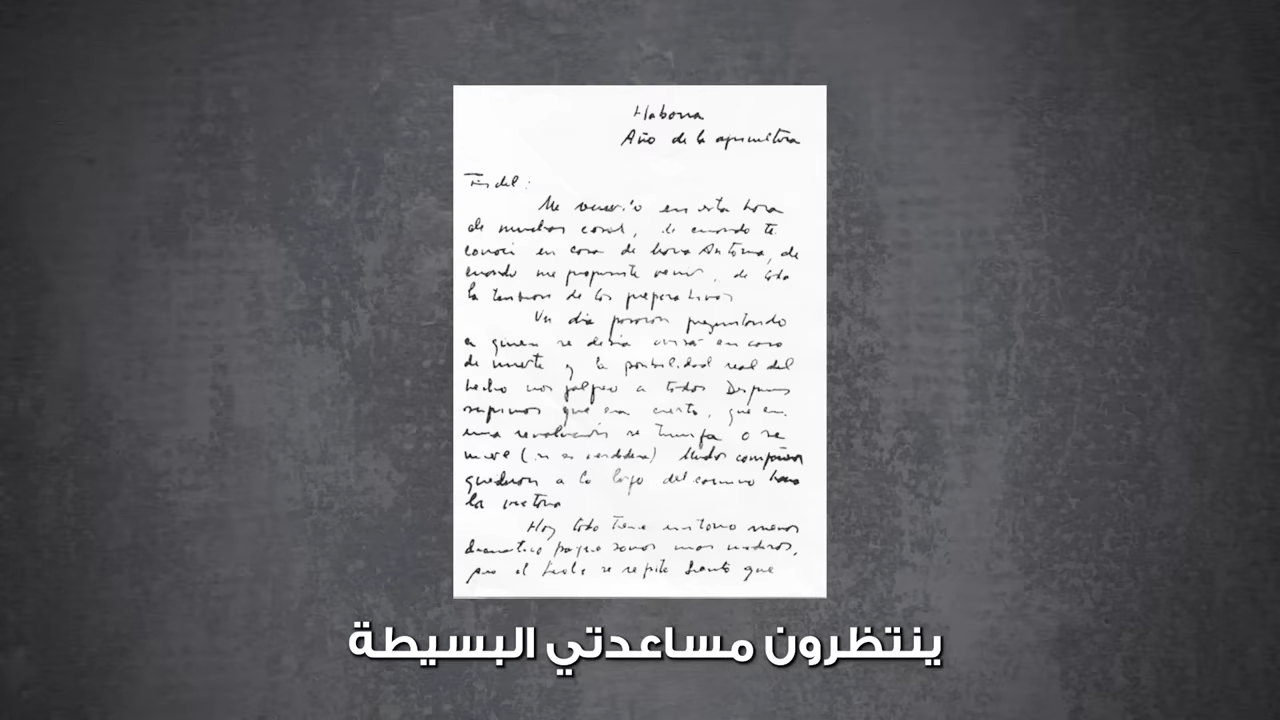 Habana
Año de la agricultura
Fidel:
Me recuerdo en esta hora
de muchas cosas, de cuando te
conocí en casa de María Antonia, de
cuando me propusiste venir, de toda
la tensión de los preparativos
Un día pasaron preguntando
a quien se debía avisar en caso
de muerte y la posibilidad real del
hecho nos golpeó a todos Después
supimos que era cierto, que en
una revolución se triunfa o se
muere (si es verdadera) Muchos compañeros
quedaron a lo largo del camino hacia
la victoria
Hoy todo tiene un tono menos
dramático porque somos mas maduros,
pero el hecho se repite Siento que
ينتظرون مساعدتي البسيطة